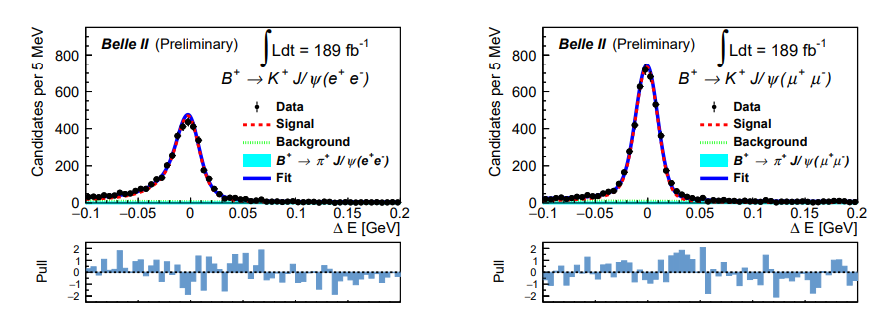 Belle II (Preliminary) ∫Ldt = 189 fb⁻¹
B⁺ → K⁺ J/ψ(e⁺ e⁻)
Data
Signal
Background
B⁺ → π⁺ J/ψ(e⁺e⁻)
Fit
Candidates per 5 MeV
800
600
400
200
0
−0.1 −0.05 0 0.05 0.1 0.15 0.2
Δ E [GeV]
Pull
2
1
0
−1
−2
Belle II (Preliminary) ∫Ldt = 189 fb⁻¹
B⁺ → K⁺ J/ψ(μ⁺ μ⁻)
Data
Signal
Background
B⁺ → π⁺ J/ψ(μ⁺μ⁻)
Fit
Candidates per 5 MeV
800
600
400
200
0
−0.1 −0.05 0 0.05 0.1 0.15 0.2
Δ E [GeV]
Pull
2
1
0
−1
−2